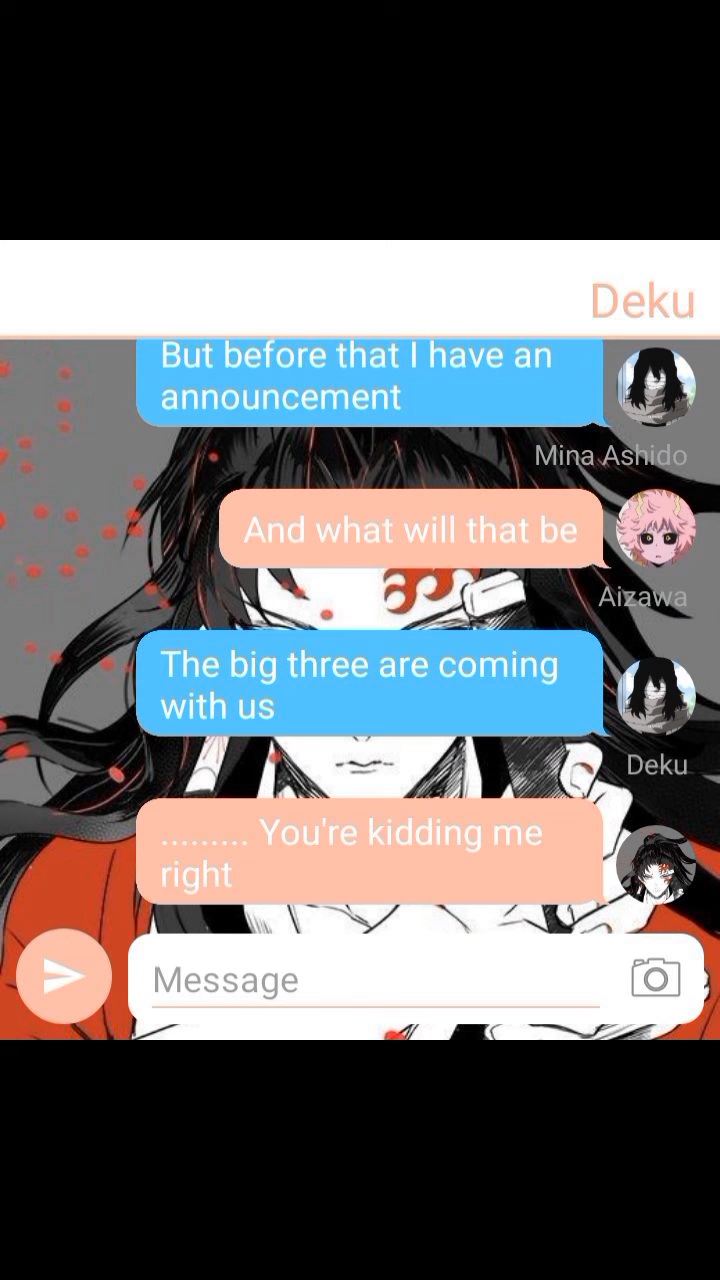 Deku
But before that I have an
announcement
Mina Ashido
And what will that be
Aizawa
The big three are coming
with us
Deku
......... You're kidding me
right
Message